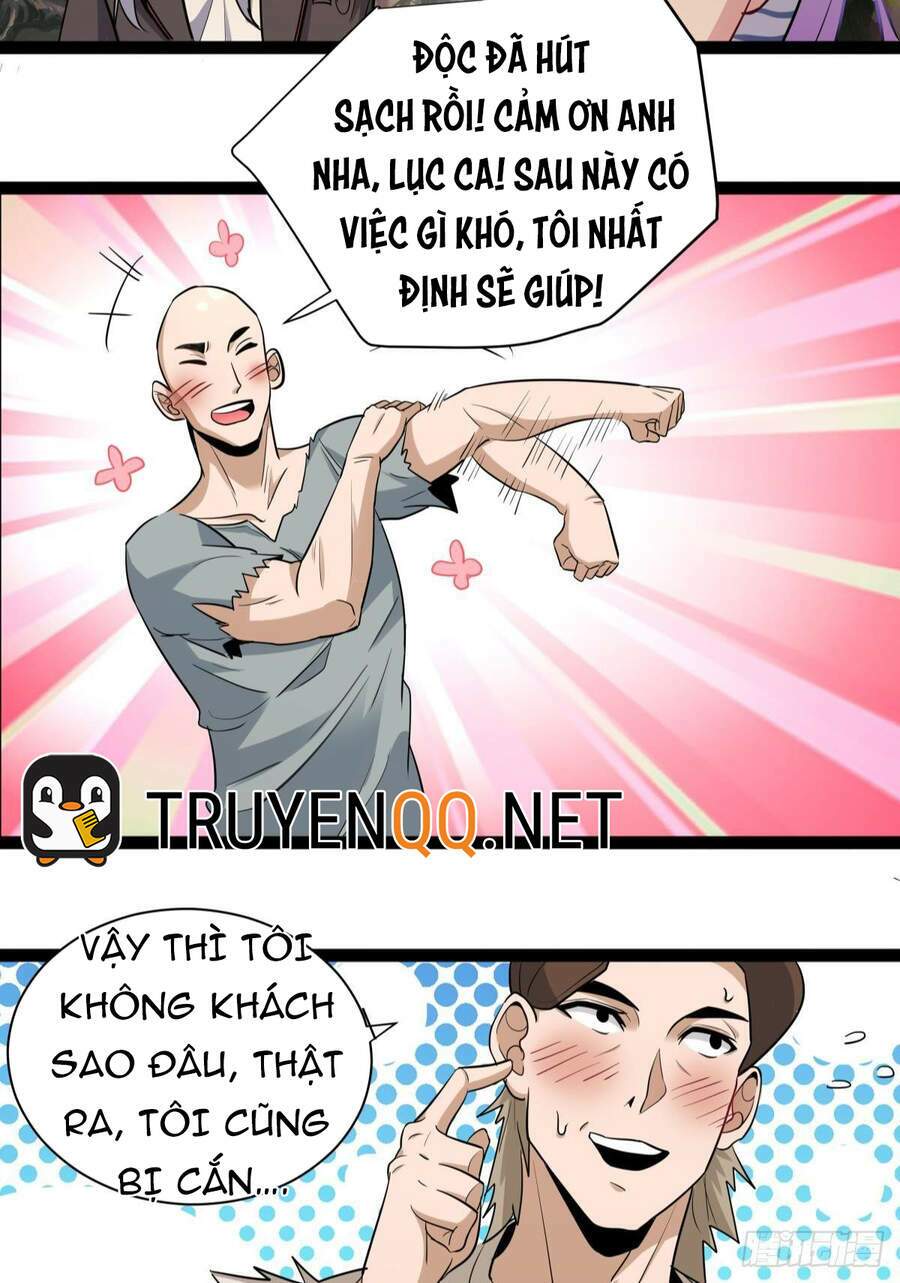 ĐỘC ĐÃ HÚT
SẠCH RỒI! CẢM ƠN ANH
NHA, LỤC CA! SAU NÀY CÓ
VIỆC GÌ KHÓ, TÔI NHẤT
ĐỊNH SẼ GIÚP!
TRUYENQQ.NET
VẬY THÌ TÔI
KHÔNG KHÁCH
SAO ĐÂU, THẬT
RA, TÔI CŨNG
BỊ CẮN....